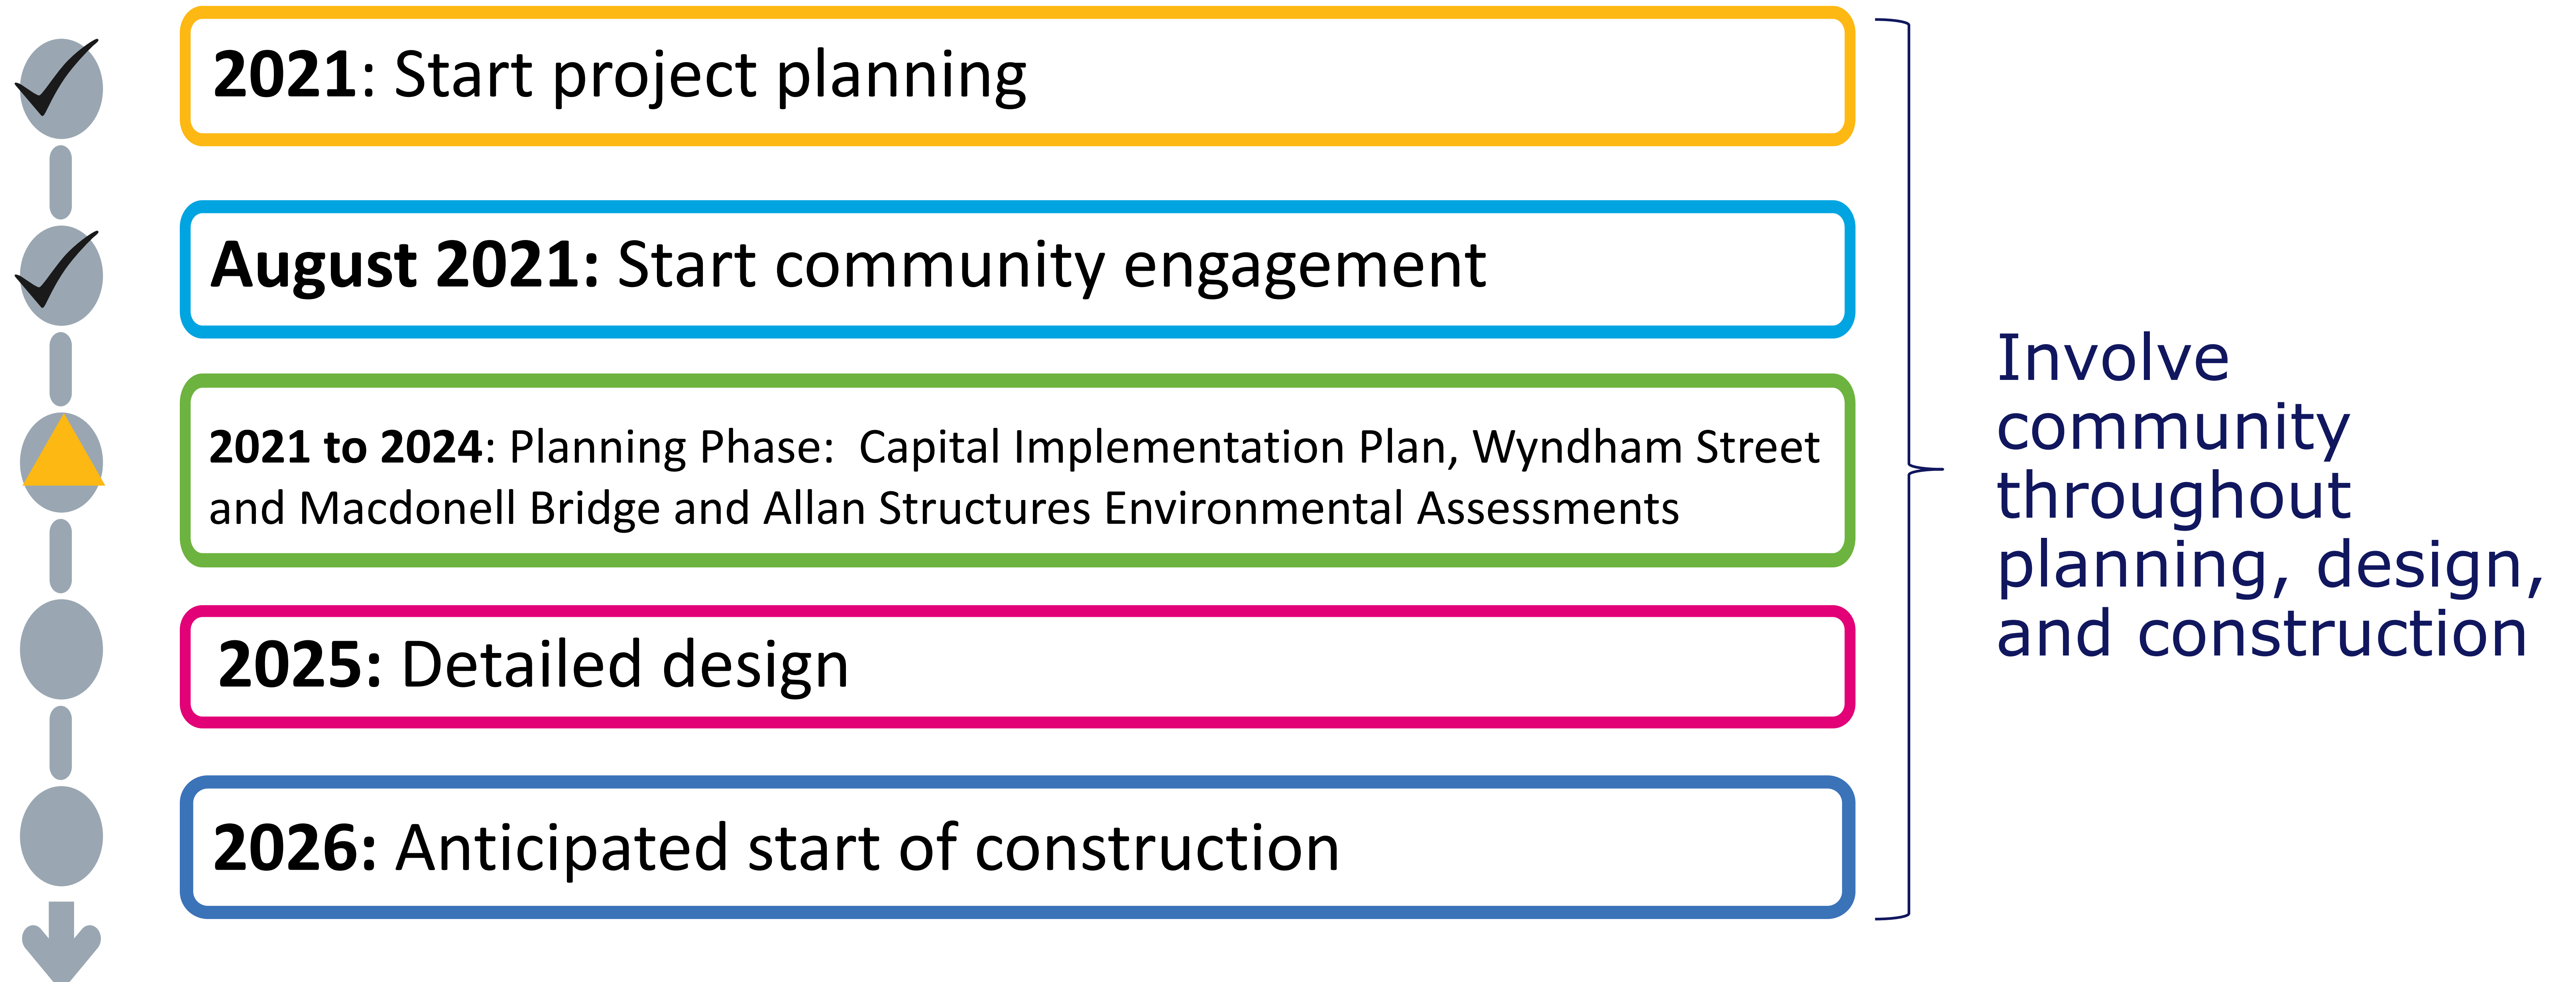 2021: Start project planning
August 2021: Start community engagement
2021 to 2024: Planning Phase:  Capital Implementation Plan, Wyndham Street
and Macdonell Bridge and Allan Structures Environmental Assessments
2025: Detailed design
2026: Anticipated start of construction
Involve
community
throughout
planning, design,
and construction